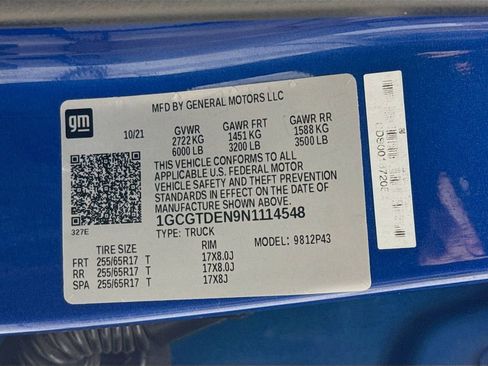 MFD BY GENERAL MOTORS LLC
gm
10/21 GVWR GAWR FRT GAWR RR
2722 KG 1451 KG 1588 KG
6000 LB 3200 LB 3500 LB
THIS VEHICLE CONFORMS TO ALL
APPLICABLE U.S. FEDERAL MOTOR
VEHICLE SAFETY AND THEFT PREVENTION
STANDARDS IN EFFECT ON THE DATE OF
MANUFACTURE SHOWN ABOVE.
327E
1GCGTDEN9N1114548
TYPE: TRUCK MODEL: 9812P43
TIRE SIZE RIM
FRT 255/65R17 T 17X8.0J
RR 255/65R17 T 17X8.0J
SPA 255/65R17 T 17X8J